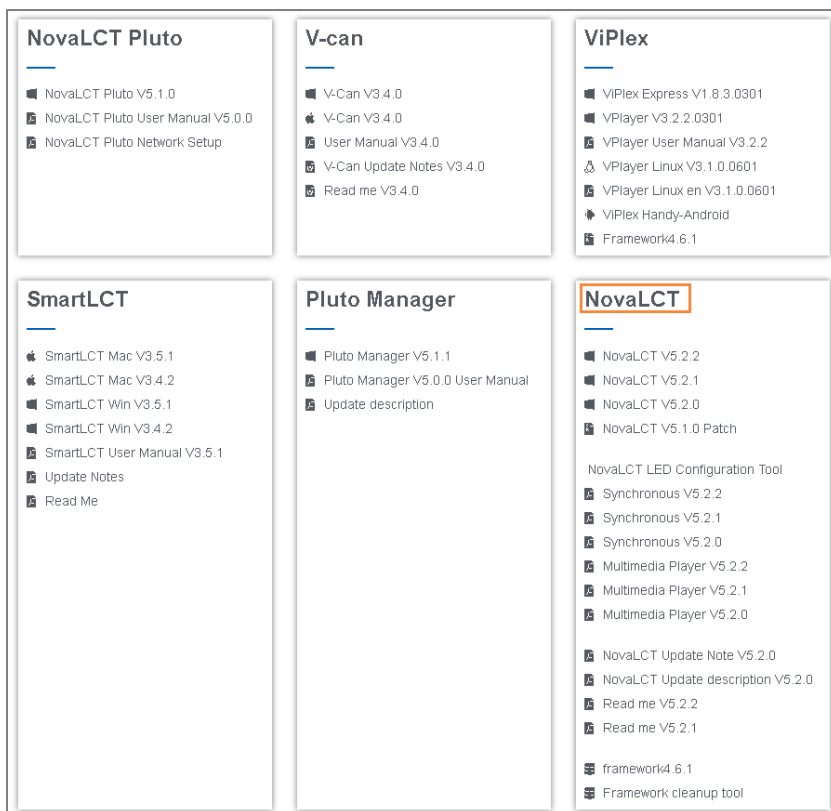 NovaLCT Pluto
NovaLCT Pluto V5.1.0
NovaLCT Pluto User Manual V5.0.0
NovaLCT Pluto Network Setup
V-can
V-Can V3.4.0
V-Can V3.4.0
User Manual V3.4.0
V-Can Update Notes V3.4.0
Read me V3.4.0
ViPlex
ViPlex Express V1.8.3.0301
VPlayer V3.2.2.0301
VPlayer User Manual V3.2.2
VPlayer Linux V3.1.0.0601
VPlayer Linux en V3.1.0.0601
ViPlex Handy-Android
Framework4.6.1
SmartLCT
SmartLCT Mac V3.5.1
SmartLCT Mac V3.4.2
SmartLCT Win V3.5.1
SmartLCT Win V3.4.2
SmartLCT User Manual V3.5.1
Update Notes
Read Me
Pluto Manager
Pluto Manager V5.1.1
Pluto Manager V5.0.0 User Manual
Update description
NovaLCT
NovaLCT V5.2.2
NovaLCT V5.2.1
NovaLCT V5.2.0
NovaLCT V5.1.0 Patch
NovaLCT LED Configuration Tool
Synchronous V5.2.2
Synchronous V5.2.1
Synchronous V5.2.0
Multimedia Player V5.2.2
Multimedia Player V5.2.1
Multimedia Player V5.2.0
NovaLCT Update Note V5.2.0
NovaLCT Update description V5.2.0
Read me V5.2.2
Read me V5.2.1
framework4.6.1
Framework cleanup tool